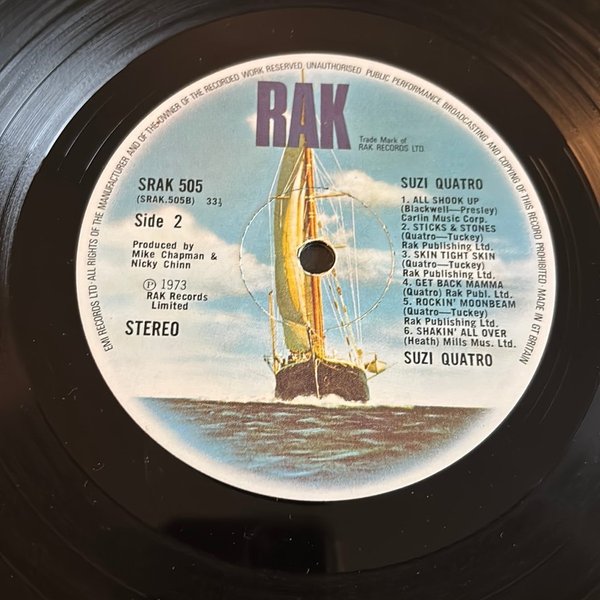 EMI RECORDS LTD·ALL RIGHTS OF THE MANUFACTURER AND OF THE OWNER OF THE RECORDED WORK RESERVED UNAUTHORISED PUBLIC PERFORMANCE BROADCASTING AND COPYING OF THIS RECORD PROHIBITED· MADE IN GT BRITAIN
RAK
Trade Mark of
RAK RECORDS LTD.
SRAK 505
(SRAK.505B) 33⅓
Side 2
Produced by
Mike Chapman &
Nicky Chinn
Ⓟ 1973
RAK Records
Limited
STEREO
SUZI QUATRO
1. ALL SHOOK UP
(Blackwell—Presley)
Carlin Music Corp.
2. STICKS & STONES
(Quatro—Tuckey)
Rak Publishing Ltd.
3. SKIN TIGHT SKIN
(Quatro—Tuckey)
Rak Publishing Ltd.
4. GET BACK MAMMA
(Quatro) Rak Publ. Ltd.
5. ROCKIN' MOONBEAM
(Quatro—Tuckey)
Rak Publishing Ltd.
6. SHAKIN' ALL OVER
(Heath) Mills Mus. Ltd.
SUZI QUATRO